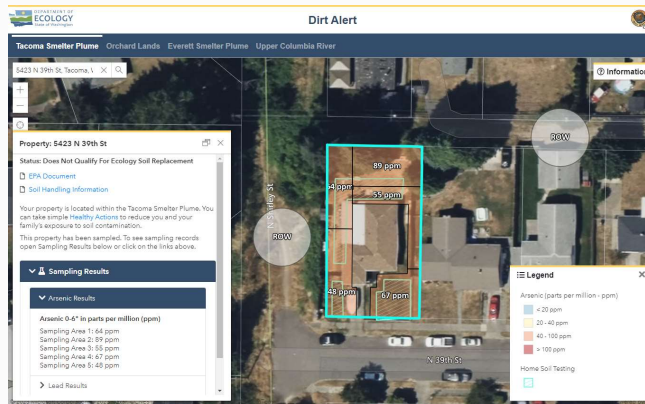 DEPARTMENT OF
ECOLOGY
State of Washington
Dirt Alert
Tacoma Smelter Plume Orchard Lands Everett Smelter Plume Upper Columbia River
5423 N 39th St, Tacoma, \
Information
Property: 5423 N 39th St
Status: Does Not Qualify For Ecology Soil Replacement
EPA Document
Soil Handling Information
Your property is located within the Tacoma Smelter Plume. You
can take simple Healthy Actions to reduce you and your
family's exposure to soil contamination.
This property has been sampled. To see sampling records
open Sampling Results below or click on the links above.
Sampling Results
Arsenic Results
Arsenic 0-6" in parts per million (ppm)
Sampling Area 1: 64 ppm
Sampling Area 2: 89 ppm
Sampling Area 3: 55 ppm
Sampling Area 4: 67 ppm
Sampling Area 5: 48 ppm
Lead Results
ROW
89 ppm
64 ppm
55 ppm
N Shirley St
ROW
48 ppm
67 ppm
N 39th St
Legend
Arsenic (parts per million - ppm)
< 20 ppm
20 - 40 ppm
40 - 100 ppm
> 100 ppm
Home Soil Testing